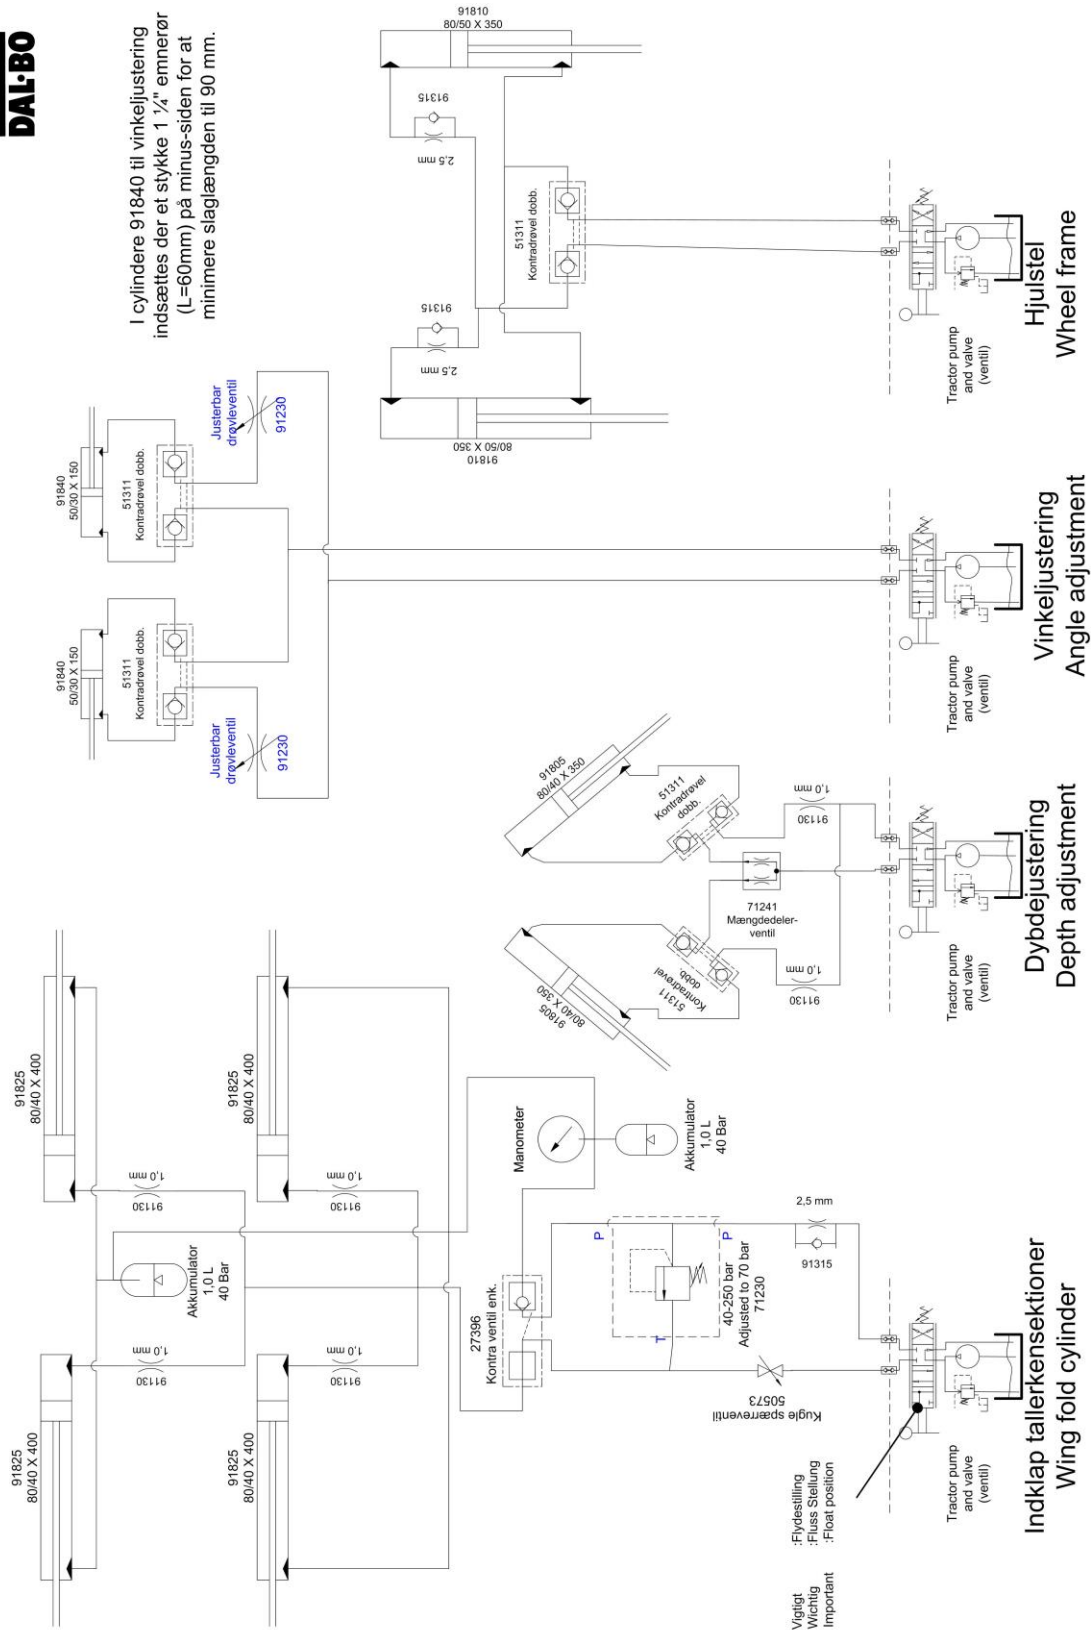 DAL·BO
I cylindere 91840 til vinkeljustering
indsættes der et stykke 1 ¼" emnerør
(L=60mm) på minus-siden for at
minimere slaglængden til 90 mm.
91825
80/40 X 400
91825
80/40 X 400
1,0 mm
91130
1,0 mm
91130
Akkumulator
1,0 L
40 Bar
91825
80/40 X 400
91825
80/40 X 400
1,0 mm
91130
1,0 mm
91130
Manometer
Akkumulator
1,0 L
40 Bar
27396
Kontra ventil enk.
P
P
T
40-250 bar
Adjusted to 70 bar
71230
2,5 mm
91315
50573
Kugle spærreventil
Vigtigt :Flydestilling
Wichtig :Fluss Stellung
Important :Float position
Tractor pump
and valve
(ventil)
Indklap tallerkensektioner
Wing fold cylinder
91805
80/40 X 350
91805
80/40 X 350
51311
Kontradrøvel
dobb.
51311
Kontradrøvel
dobb.
71241
Mængdedeler-
ventil
1,0 mm
91130
1,0 mm
91130
Tractor pump
and valve
(ventil)
Dybdejustering
Depth adjustment
91840
50/30 X 150
91840
50/30 X 150
51311
Kontradrøvel dobb.
51311
Kontradrøvel dobb.
Justerbar
drøvleventil
91230
Justerbar
drøvleventil
91230
Tractor pump
and valve
(ventil)
Vinkeljustering
Angle adjustment
91810
80/50 X 350
91810
80/50 X 350
91315
2,5 mm
91315
2,5 mm
51311
Kontradrøvel dobb.
Tractor pump
and valve
(ventil)
Hjulstel
Wheel frame